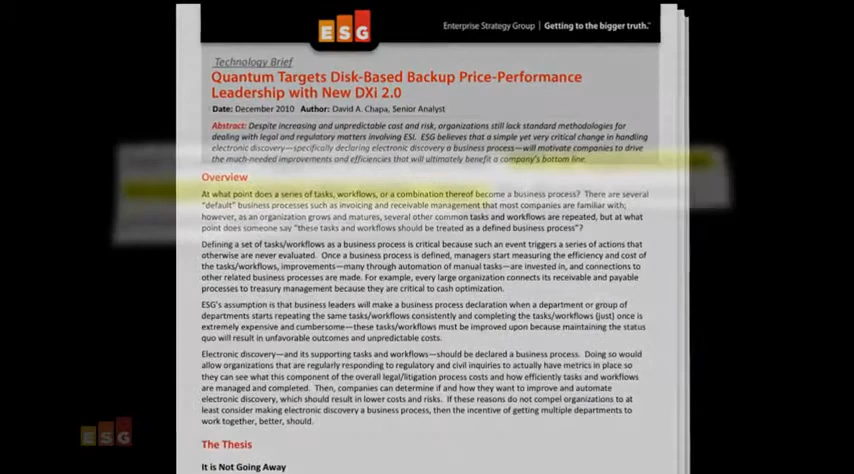 ESG
Enterprise Strategy Group | Getting to the bigger truth.™
Technology Brief
Quantum Targets Disk-Based Backup Price-Performance
Leadership with New DXi 2.0
Date: December 2010 Author: David A. Chapa, Senior Analyst
Abstract: Despite increasing and unpredictable cost and risk, organizations still lack standard methodologies for
dealing with legal and regulatory matters involving ESI. ESG believes that a simple yet very critical change in handling
electronic discovery—specifically declaring electronic discovery a business process—will motivate companies to drive
the much-needed improvements and efficiencies that will ultimately benefit a company's bottom line.
Overview
At what point does a series of tasks, workflows, or a combination thereof become a business process? There are several
"default" business processes such as invoicing and receivable management that most companies are familiar with;
however, as an organization grows and matures, several other common tasks and workflows are repeated, but at what
point does someone say "these tasks and workflows should be treated as a defined business process"?
Defining a set of tasks/workflows as a business process is critical because such an event triggers a series of actions that
otherwise are never evaluated. Once a business process is defined, managers start measuring the efficiency and cost of
the tasks/workflows, improvements—many through automation of manual tasks—are invested in, and connections to
other related business processes are made. For example, every large organization connects its receivable and payable
processes to treasury management because they are critical to cash optimization.
ESG's assumption is that business leaders will make a business process declaration when a department or group of
departments starts repeating the same tasks/workflows consistently and completing the tasks/workflows (just) once is
extremely expensive and cumbersome—these tasks/workflows must be improved upon because maintaining the status
quo will result in unfavorable outcomes and unpredictable costs.
Electronic discovery—and its supporting tasks and workflows—should be declared a business process. Doing so would
allow organizations that are regularly responding to regulatory and civil inquiries to actually have metrics in place so
they can see what this component of the overall legal/litigation process costs and how efficiently tasks and workflows
are managed and completed. Then, companies can determine if and how they want to improve and automate
electronic discovery, which should result in lower costs and risks. If these reasons do not compel organizations to at
least consider making electronic discovery a business process, then the incentive of getting multiple departments to
work together, better, should.
The Thesis
It is Not Going Away
ESG